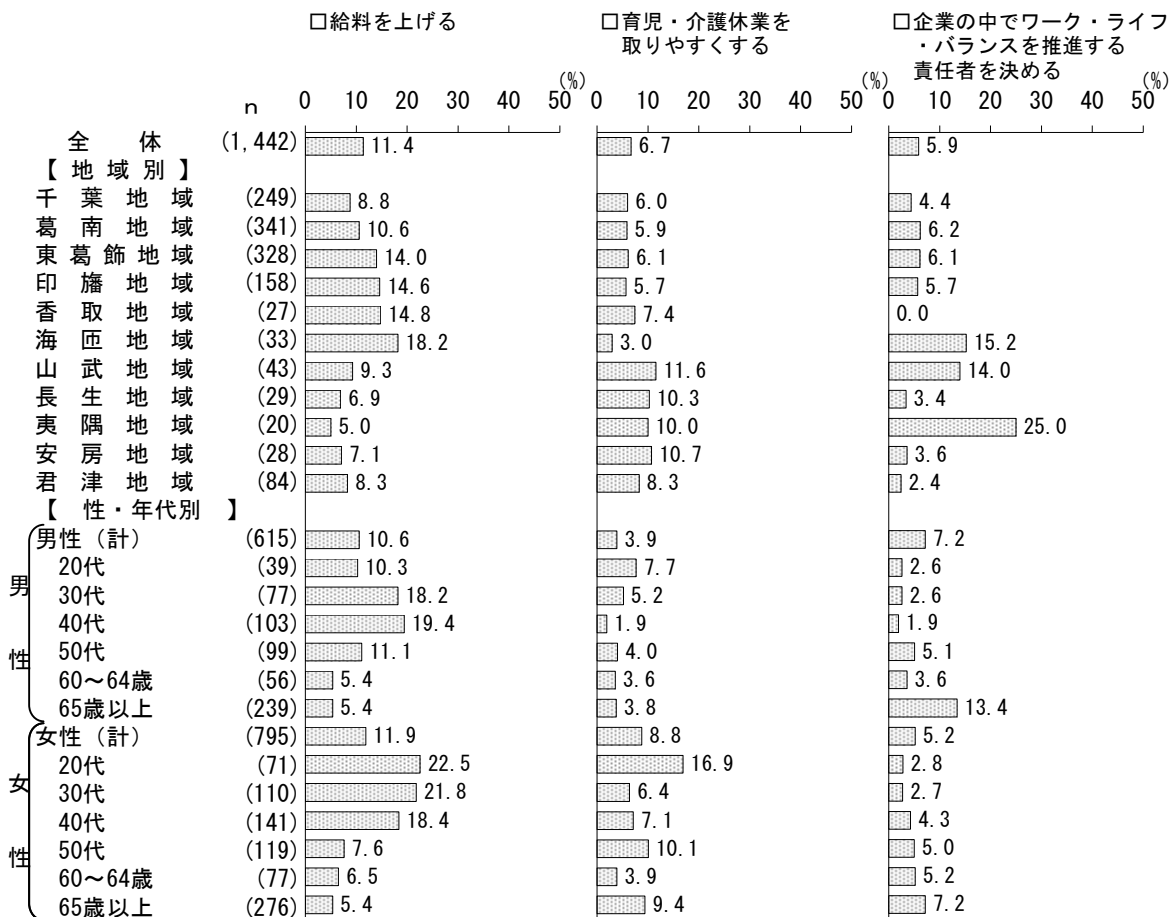 □給料を上げる □育児・介護休業を取りやすくする □企業の中でワーク・ライフ・バランスを推進する責任者を決める
(%) (%) (%)
n 0 10 20 30 40 50 0 10 20 30 40 50 0 10 20 30 40 50
全体 (1,442) 11.4 6.7 5.9
【地域別】
千葉地域 (249) 8.8 6.0 4.4
葛南地域 (341) 10.6 5.9 6.2
東葛飾地域 (328) 14.0 6.1 6.1
印旛地域 (158) 14.6 5.7 5.7
香取地域 (27) 14.8 7.4 0.0
海匝地域 (33) 18.2 3.0 15.2
山武地域 (43) 9.3 11.6 14.0
長生地域 (29) 6.9 10.3 3.4
夷隅地域 (20) 5.0 10.0 25.0
安房地域 (28) 7.1 10.7 3.6
君津地域 (84) 8.3 8.3 2.4
【性・年代別】
男性
男性（計） (615) 10.6 3.9 7.2
20代 (39) 10.3 7.7 2.6
30代 (77) 18.2 5.2 2.6
40代 (103) 19.4 1.9 1.9
50代 (99) 11.1 4.0 5.1
60～64歳 (56) 5.4 3.6 3.6
65歳以上 (239) 5.4 3.8 13.4
女性
女性（計） (795) 11.9 8.8 5.2
20代 (71) 22.5 16.9 2.8
30代 (110) 21.8 6.4 2.7
40代 (141) 18.4 7.1 4.3
50代 (119) 7.6 10.1 5.0
60～64歳 (77) 6.5 3.9 5.2
65歳以上 (276) 5.4 9.4 7.2